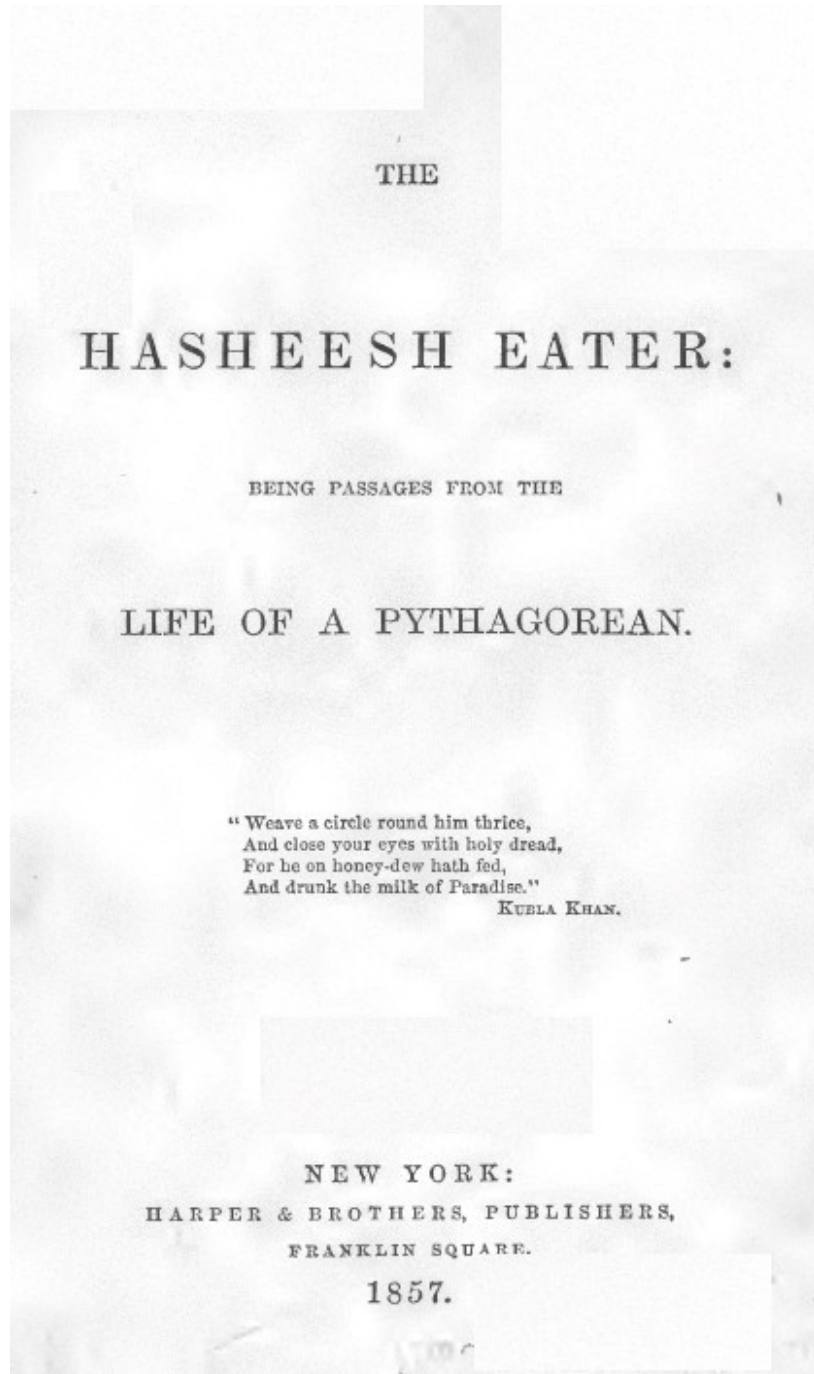 THE
HASHEESH EATER:
BEING PASSAGES FROM THE
LIFE OF A PYTHAGOREAN.
“Weave a circle round him thrice,
And close your eyes with holy dread,
For he on honey-dew hath fed,
And drunk the milk of Paradise.”
KUBLA KHAN.
NEW YORK:
HARPER & BROTHERS, PUBLISHERS,
FRANKLIN SQUARE.
1857.